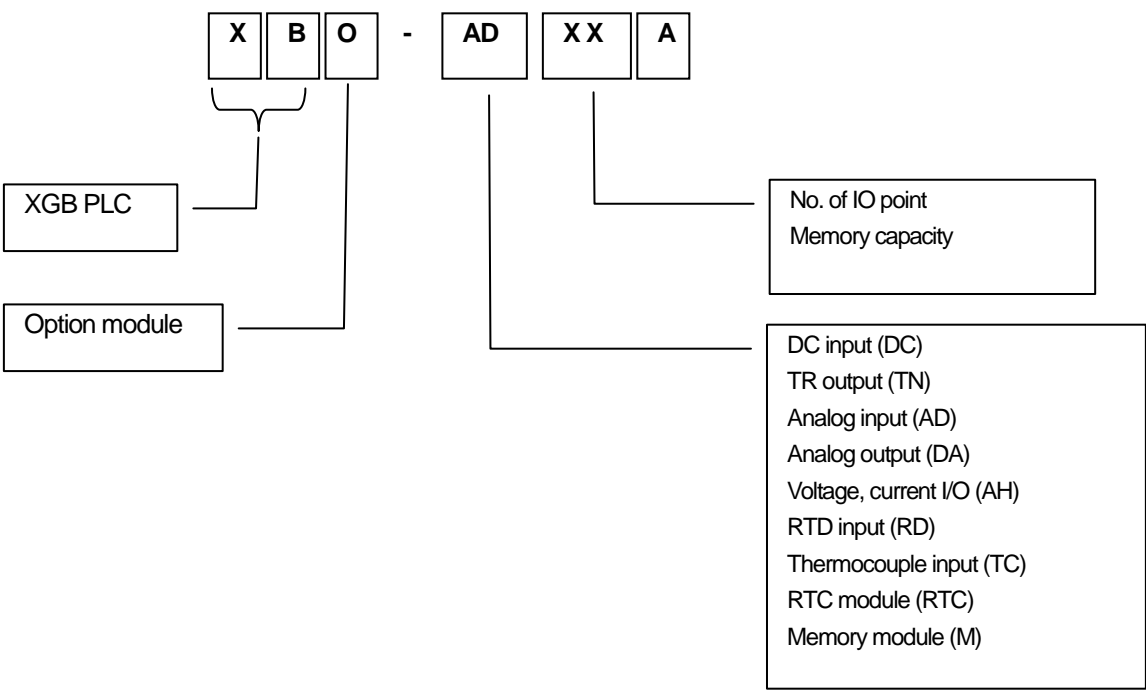 X B O - AD XX A
XGB PLC
Option module
No. of IO point
Memory capacity
DC input (DC)
TR output (TN)
Analog input (AD)
Analog output (DA)
Voltage, current I/O (AH)
RTD input (RD)
Thermocouple input (TC)
RTC module (RTC)
Memory module (M)